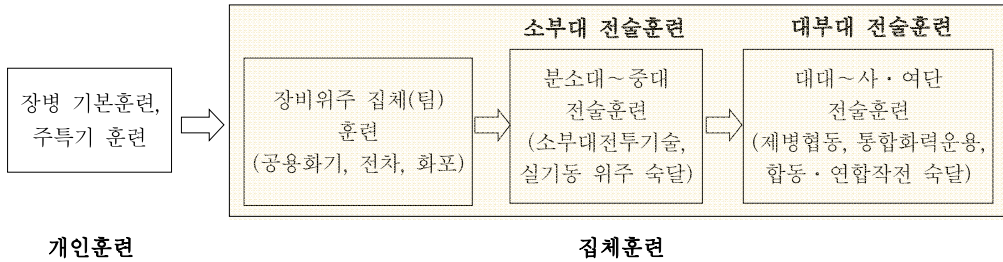 소부대 전술훈련
대부대 전술훈련
장병 기본훈련,
주특기 훈련
장비위주 집체(팀)
훈련
(공용화기, 전차, 화포)
분소대～중대
전술훈련
(소부대전투기술,
실기동 위주 숙달)
대대～사·여단
전술훈련
(제병협동, 통합화력운용,
합동·연합작전 숙달)
개인훈련
집체훈련